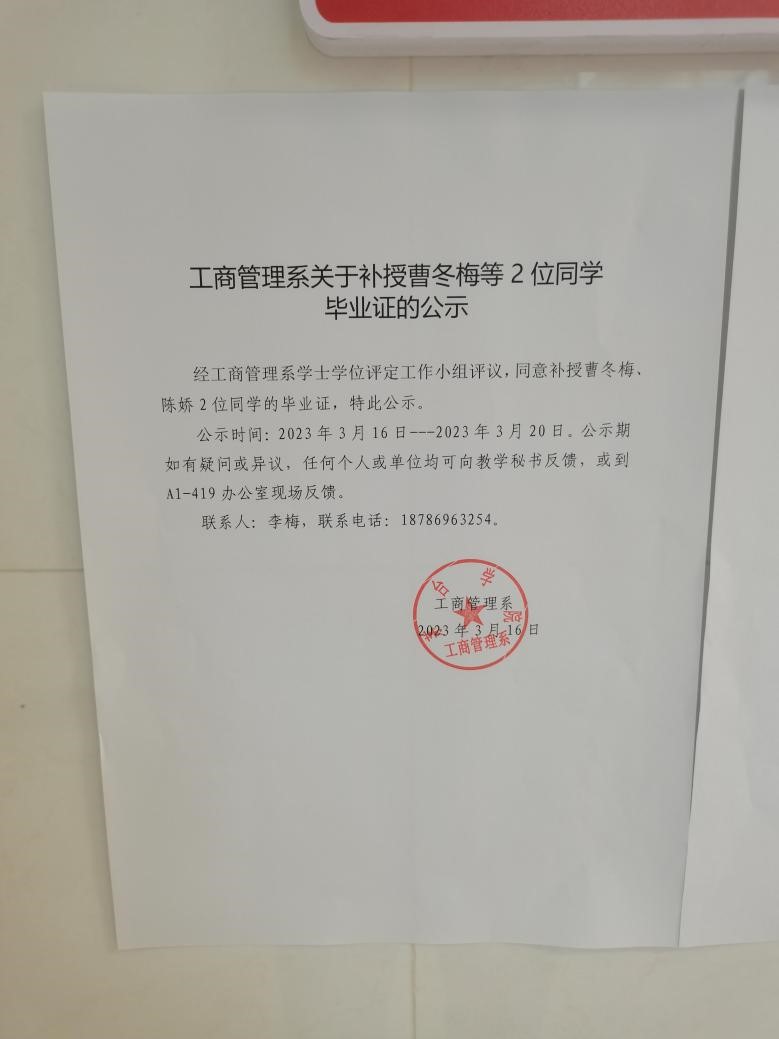 工商管理系关于补授曹冬梅等 2 位同学
毕业证的公示
经工商管理系学士学位评定工作小组评议，同意补授曹冬梅、
陈娇 2 位同学的毕业证，特此公示。
公示时间：2023 年 3 月 16 日---2023 年 3 月 20 日。公示期
如有疑问或异议，任何个人或单位均可向教学秘书反馈，或到
A1-419 办公室现场反馈。
联系人：李梅，联系电话：18786963254。
工商管理系
2023 年 3 月 16 日
学院
工商管理系